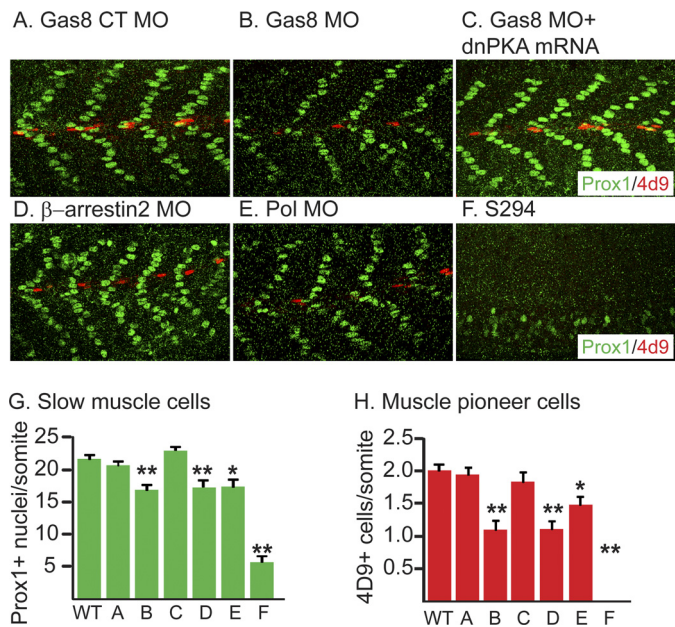 A. Gas8 CT MO
B. Gas8 MO
C. Gas8 MO+
dnPKA mRNA
Prox1/4d9
D. β–arrestin2 MO
E. Pol MO
F. S294
Prox1/4d9
G. Slow muscle cells
Prox1+ nuclei/somite
25
20
15
10
5
** ** * **
WT A B C D E F
H. Muscle pioneer cells
4D9+ cells/somite
2.0
1.5
1.0
0.5
** ** * **
WT A B C D E F